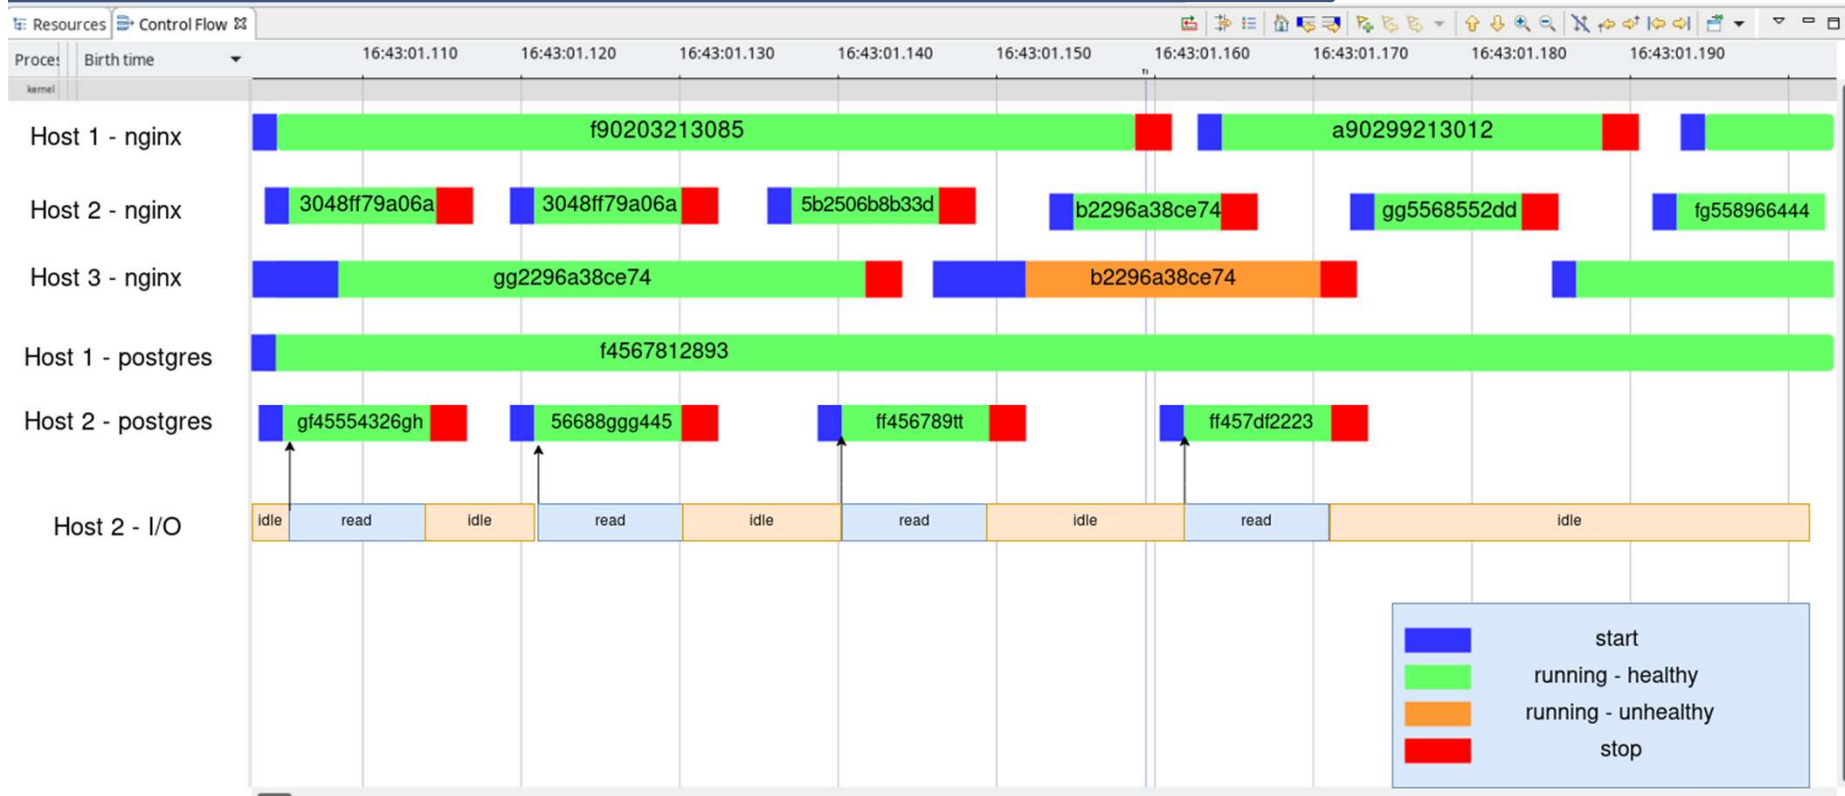 Resources Control Flow
Proces Birth time 16:43:01.110 16:43:01.120 16:43:01.130 16:43:01.140 16:43:01.150 16:43:01.160 16:43:01.170 16:43:01.180 16:43:01.190
kernel
Host 1 - nginx f90203213085 a90299213012
Host 2 - nginx 3048ff79a06a 3048ff79a06a 5b2506b8b33d b2296a38ce74 gg5568552dd fg558966444
Host 3 - nginx gg2296a38ce74 b2296a38ce74
Host 1 - postgres f4567812893
Host 2 - postgres gf45554326gh 56688ggg445 ff456789tt ff457df2223
Host 2 - I/O idle read idle read idle read idle read idle
start
running - healthy
running - unhealthy
stop